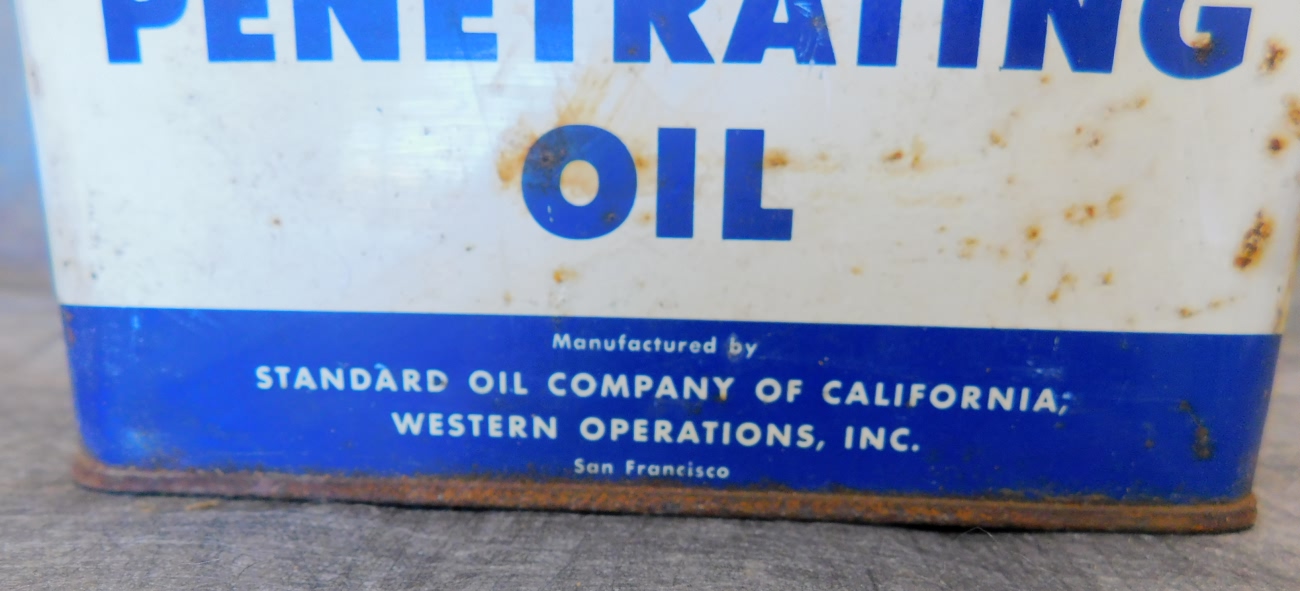 PENETRATING
OIL
Manufactured by
STANDARD OIL COMPANY OF CALIFORNIA,
WESTERN OPERATIONS, INC.
San Francisco